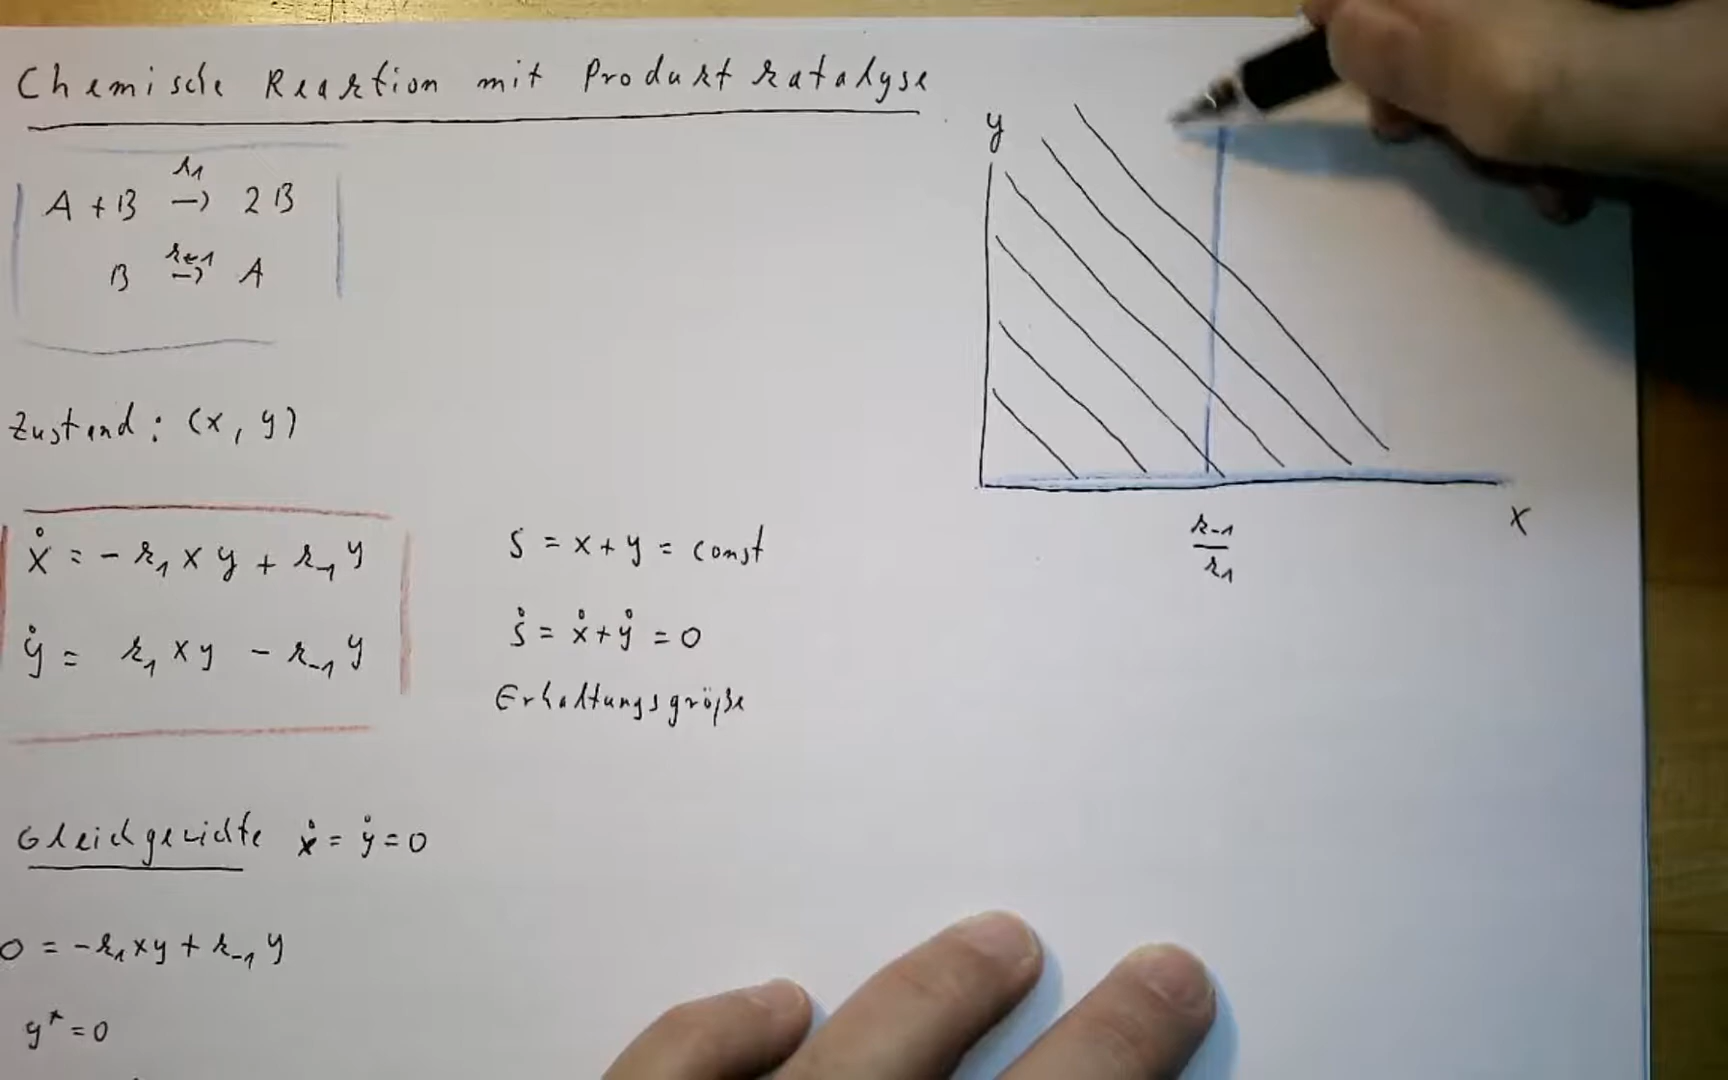 Chemische Reaktion mit Produktkatalyse
k₁
A + B → 2 B
k₋₁
B → A
Zustand: (x, y)
ẋ = - k₁ x y + k₋₁ y
ẏ = k₁ x y - k₋₁ y
S = x + y = const
Ṡ = ẋ + ẏ = 0
Erhaltungsgröße
Gleichgewichte ẋ = ẏ = 0
0 = - k₁ x y + k₋₁ y
y* = 0
y
x
k₋₁
k₁